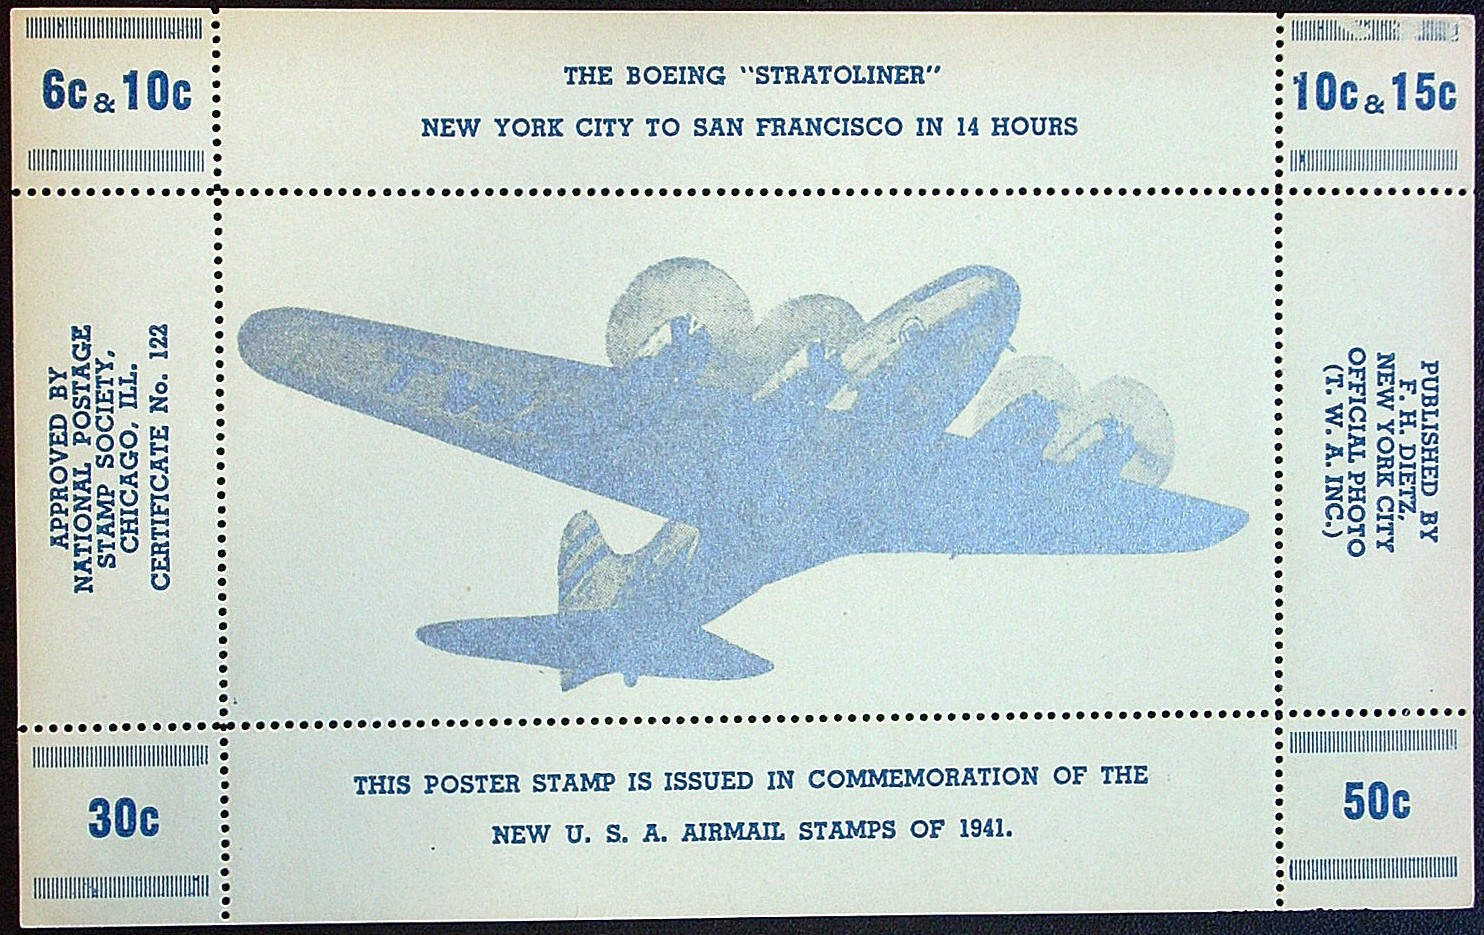 6c & 10c
THE BOEING "STRATOLINER"
NEW YORK CITY TO SAN FRANCISCO IN 14 HOURS
10c & 15c
APPROVED BY
NATIONAL POSTAGE
STAMP SOCIETY,
CHICAGO, ILL.
CERTIFICATE No. 122
TWA
PUBLISHED BY
F. H. DIETZ,
NEW YORK CITY
OFFICIAL PHOTO
(T. W. A. INC.)
30c
THIS POSTER STAMP IS ISSUED IN COMMEMORATION OF THE
NEW U. S. A. AIRMAIL STAMPS OF 1941.
50c